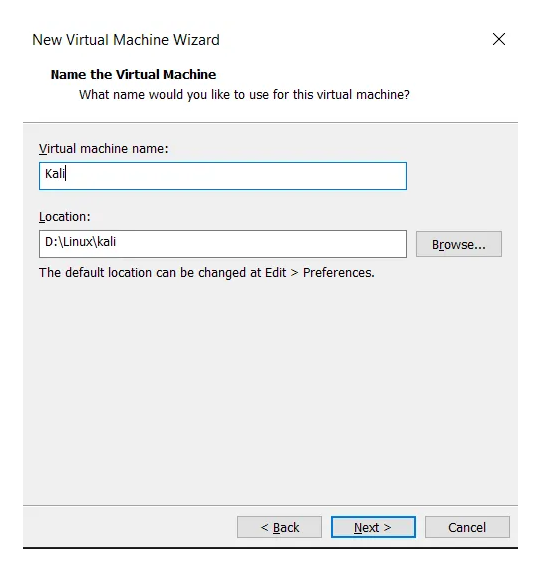 New Virtual Machine Wizard
Name the Virtual Machine
What name would you like to use for this virtual machine?
Virtual machine name:
Kali
Location:
D:\Linux\kali
Browse...
The default location can be changed at Edit > Preferences.
< Back
Next >
Cancel